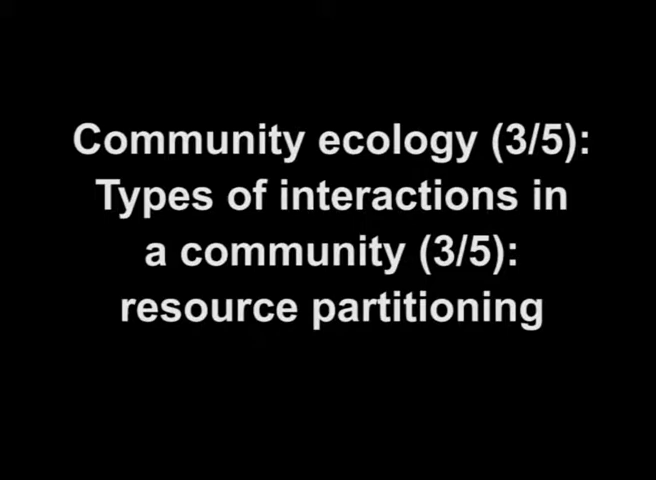 Community ecology (3/5):
Types of interactions in
a community (3/5):
resource partitioning